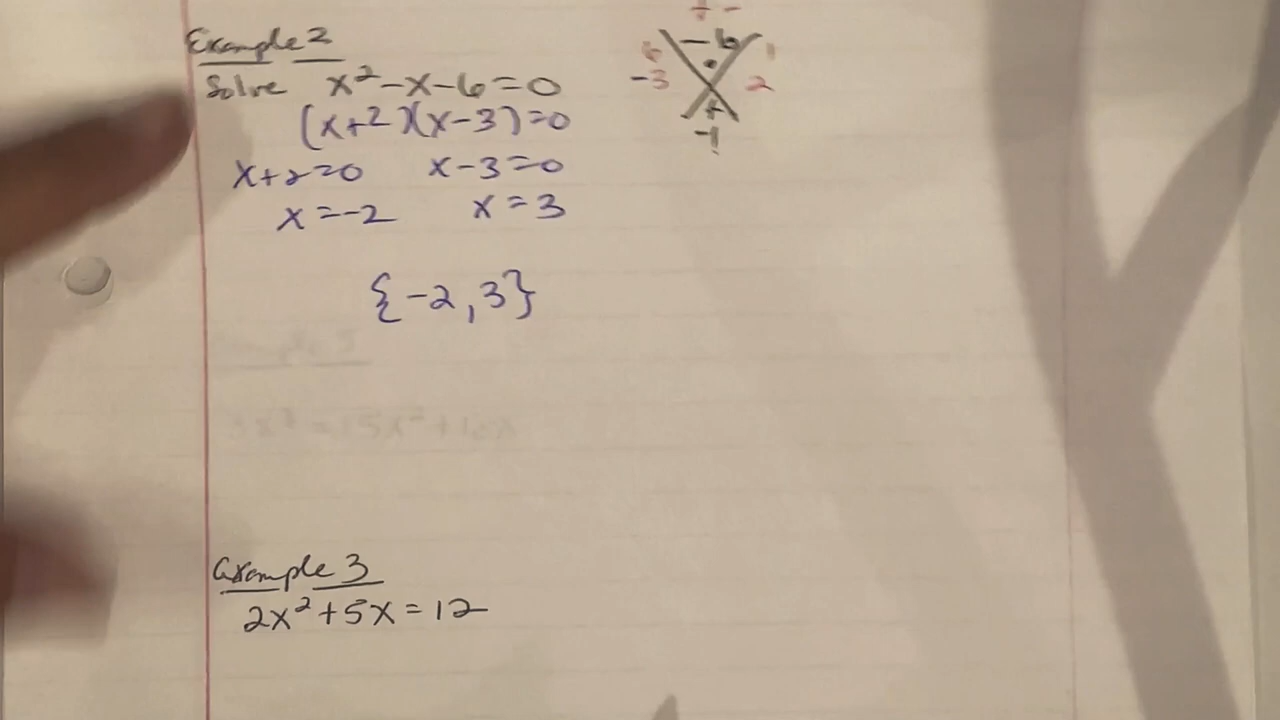 Example 2
Solve x²-x-6=0
(x+2)(x-3)=0
x+2=0 x-3=0
x=-2 x=3
{-2,3}
+ -
-6
-3 2
+
-1
Example 3
2x²+5x=12